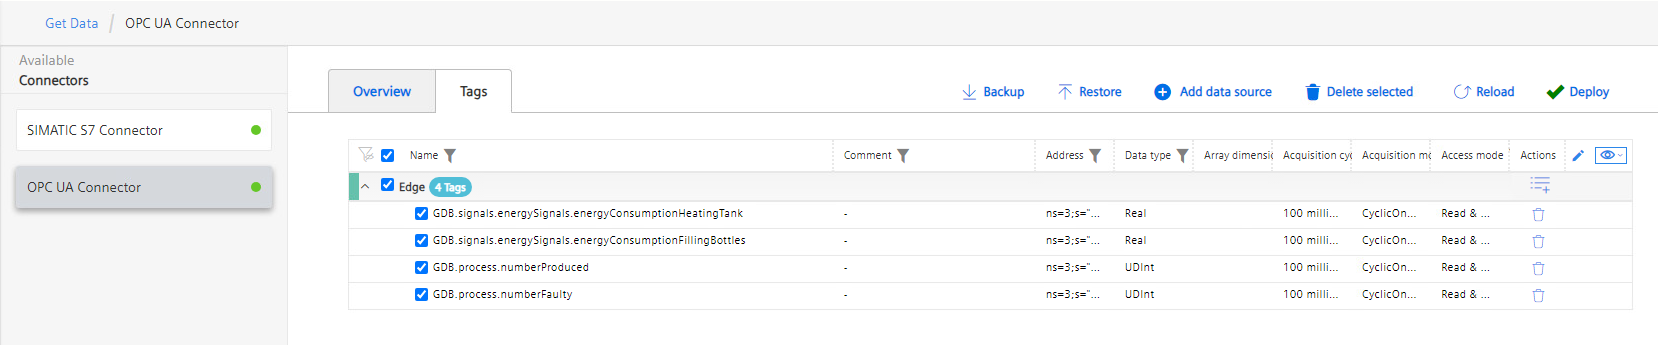 Get Data / OPC UA Connector
Available
Connectors
SIMATIC S7 Connector
OPC UA Connector
Overview Tags Backup Restore Add data source Delete selected Reload Deploy
Name Comment Address Data type Array dimensio Acquisition cyc Acquisition mo Access mode Actions
Edge 4 Tags
GDB.signals.energySignals.energyConsumptionHeatingTank - ns=3;s="... Real 100 milli... CyclicOn... Read & ...
GDB.signals.energySignals.energyConsumptionFillingBottles - ns=3;s="... Real 100 milli... CyclicOn... Read & ...
GDB.process.numberProduced - ns=3;s="... UDInt 100 milli... CyclicOn... Read & ...
GDB.process.numberFaulty - ns=3;s="... UDInt 100 milli... CyclicOn... Read & ...